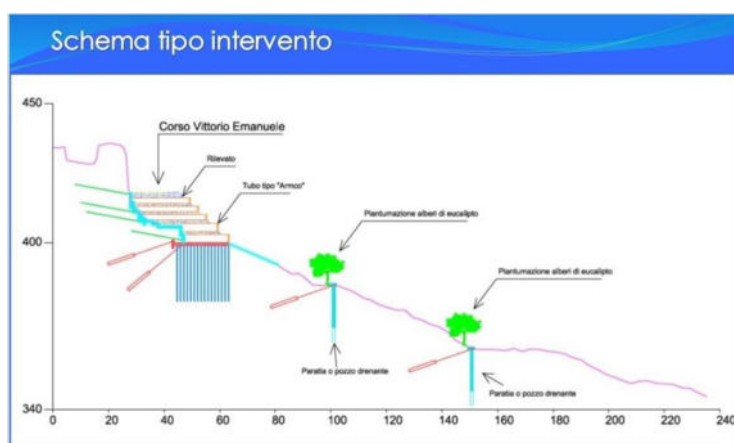 Schema tipo intervento
450
Corso Vittorio Emanuele
Rilevato
Tubo tipo "Armco"
Plantumazione alberi di eucalipto
400
Plantumazione alberi di eucalipto
Paratia o pozzo drenante
Paratia o pozzo drenante
340
0 20 40 60 80 100 120 140 160 180 200 220 240